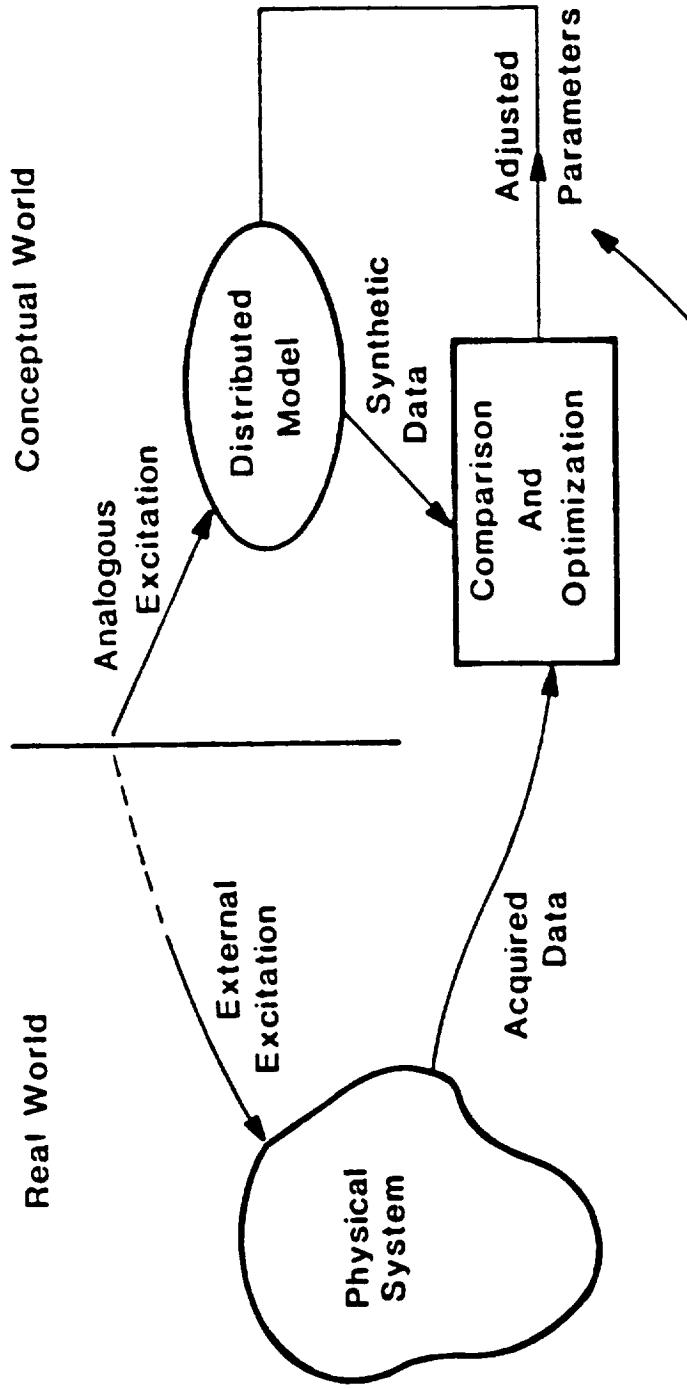 Real World
Conceptual World
External
Excitation
Analogous
Excitation
Physical
System
Distributed
Model
Acquired
Data
Synthetic
Data
Comparison
And
Optimization
Adjusted
Parameters